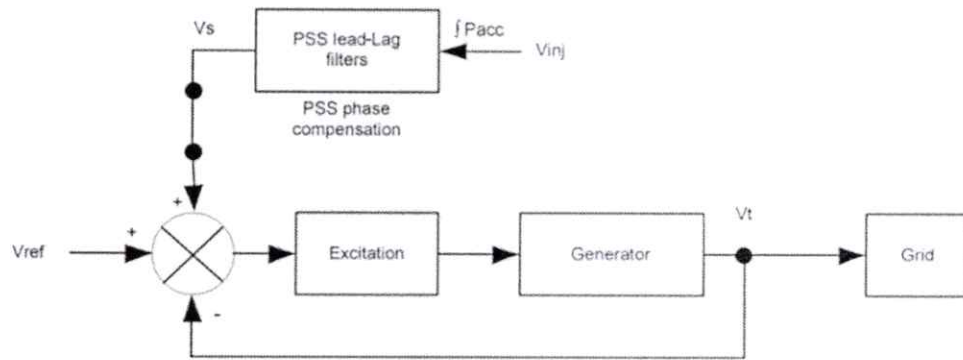 Vs
PSS lead-Lag
filters
∫ Pacc
Vinj
PSS phase
compensation
+
+
Vref
Excitation
Generator
Vt
Grid
-